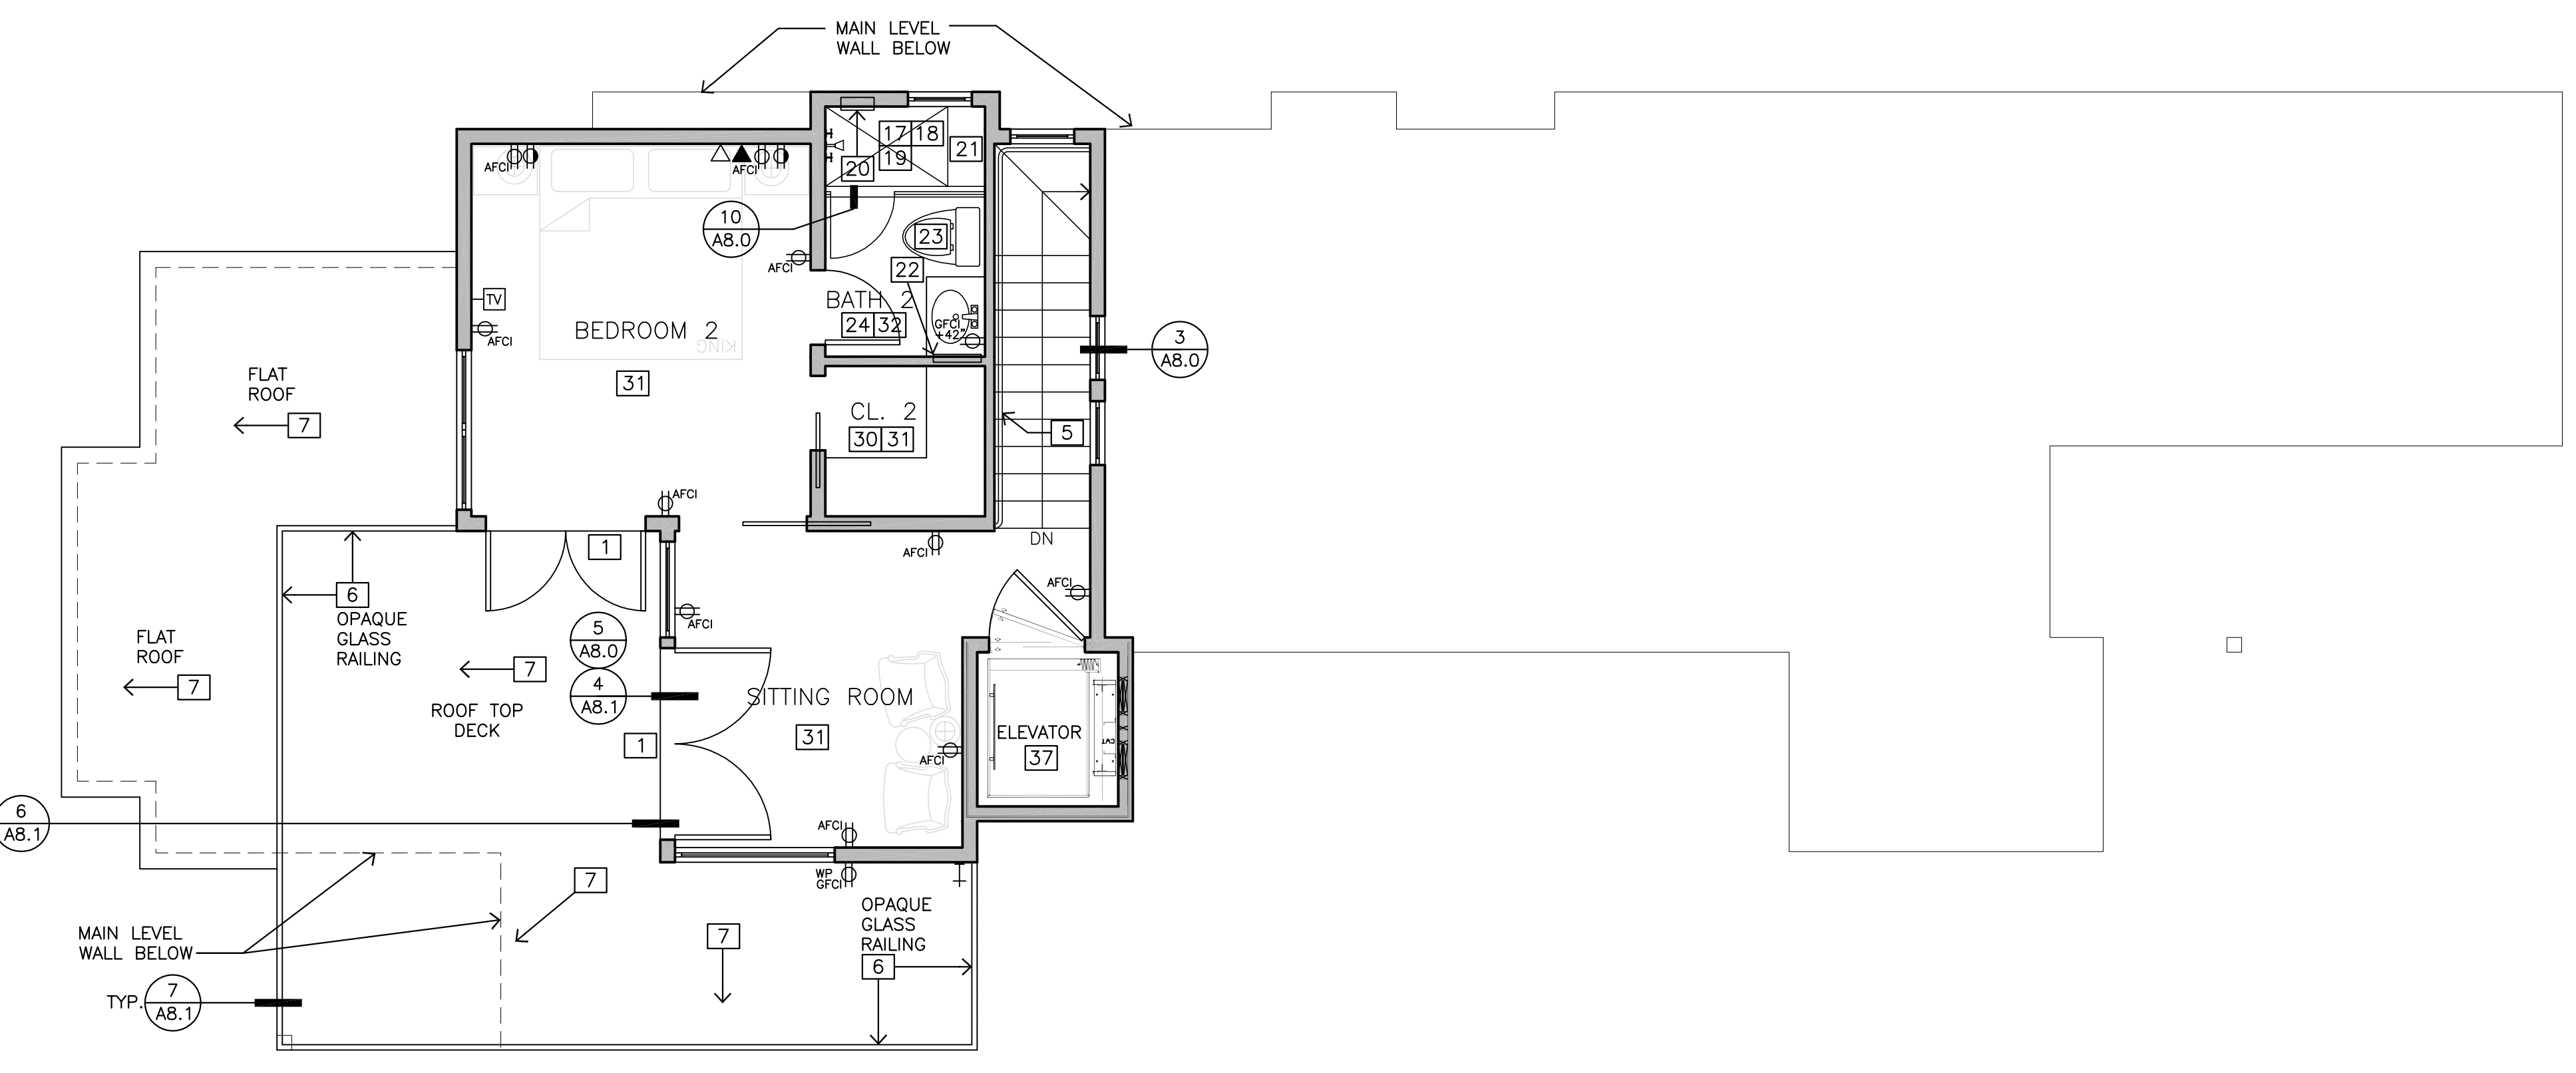 MAIN LEVEL
WALL BELOW
17 18
19
20
21
AFCI
AFCI
10
A8.0
23
22
AFCI
TV
AFCI
BATH 2
24 32
GFCI
+42"
BEDROOM 2
KING
31
3
A8.0
FLAT
ROOF
7
CL. 2
30 31
5
AFCI
DN
AFCI
1
6
OPAQUE
GLASS
RAILING
AFCI
AFCI
5
A8.0
4
A8.1
FLAT
ROOF
7
7
ROOF TOP
DECK
SITTING ROOM
31
1
AFCI
ELEVATOR
37
6
A8.1
AFCI
WP
GFCI
7
OPAQUE
GLASS
RAILING
6
7
MAIN LEVEL
WALL BELOW
TYP.
7
A8.1